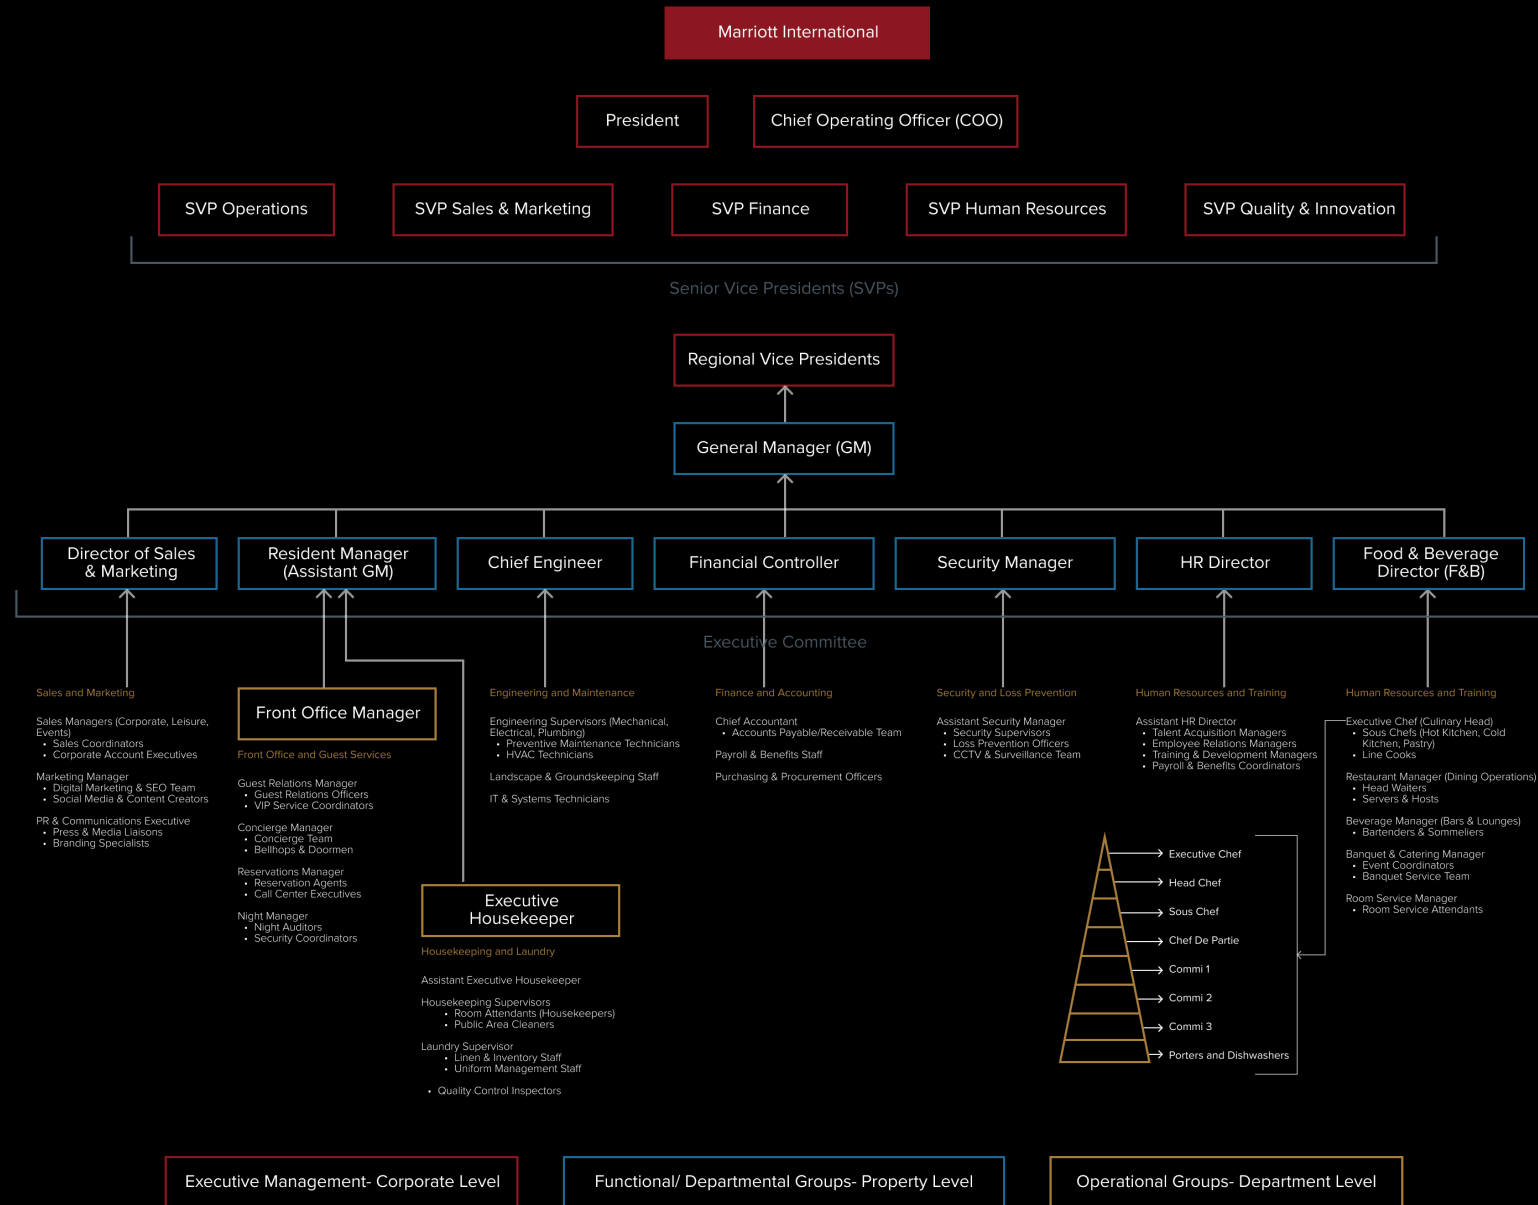 Marriott International
President
Chief Operating Officer (COO)
SVP Operations
SVP Sales & Marketing
SVP Finance
SVP Human Resources
SVP Quality & Innovation
Senior Vice Presidents (SVPs)
Regional Vice Presidents
General Manager (GM)
Director of Sales
& Marketing
Resident Manager
(Assistant GM)
Chief Engineer
Financial Controller
Security Manager
HR Director
Food & Beverage
Director (F&B)
Executive Committee
Sales and Marketing
Sales Managers (Corporate, Leisure,
Events)
• Sales Coordinators
• Corporate Account Executives
Marketing Manager
• Digital Marketing & SEO Team
• Social Media & Content Creators
PR & Communications Executive
• Press & Media Liaisons
• Branding Specialists
Front Office Manager
Front Office and Guest Services
Guest Relations Manager
• Guest Relations Officers
• VIP Service Coordinators
Concierge Manager
• Concierge Team
• Bellhops & Doormen
Reservations Manager
• Reservation Agents
• Call Center Executives
Night Manager
• Night Auditors
• Security Coordinators
Executive
Housekeeper
Housekeeping and Laundry
Assistant Executive Housekeeper
Housekeeping Supervisors
• Room Attendants (Housekeepers)
• Public Area Cleaners
Laundry Supervisor
• Linen & Inventory Staff
• Uniform Management Staff
• Quality Control Inspectors
Engineering and Maintenance
Engineering Supervisors (Mechanical,
Electrical, Plumbing)
• Preventive Maintenance Technicians
• HVAC Technicians
Landscape & Groundskeeping Staff
IT & Systems Technicians
Finance and Accounting
Chief Accountant
• Accounts Payable/Receivable Team
Payroll & Benefits Staff
Purchasing & Procurement Officers
Security and Loss Prevention
Assistant Security Manager
• Security Supervisors
• Loss Prevention Officers
• CCTV & Surveillance Team
Human Resources and Training
Assistant HR Director
• Talent Acquisition Managers
• Employee Relations Managers
• Training & Development Managers
• Payroll & Benefits Coordinators
Human Resources and Training
Executive Chef (Culinary Head)
• Sous Chefs (Hot Kitchen, Cold
Kitchen, Pastry)
• Line Cooks
Restaurant Manager (Dining Operations)
• Head Waiters
• Servers & Hosts
Beverage Manager (Bars & Lounges)
• Bartenders & Sommeliers
Banquet & Catering Manager
• Event Coordinators
• Banquet Service Team
Room Service Manager
• Room Service Attendants
Executive Chef
Head Chef
Sous Chef
Chef De Partie
Commi 1
Commi 2
Commi 3
Porters and Dishwashers
Executive Management- Corporate Level
Functional/ Departmental Groups- Property Level
Operational Groups- Department Level